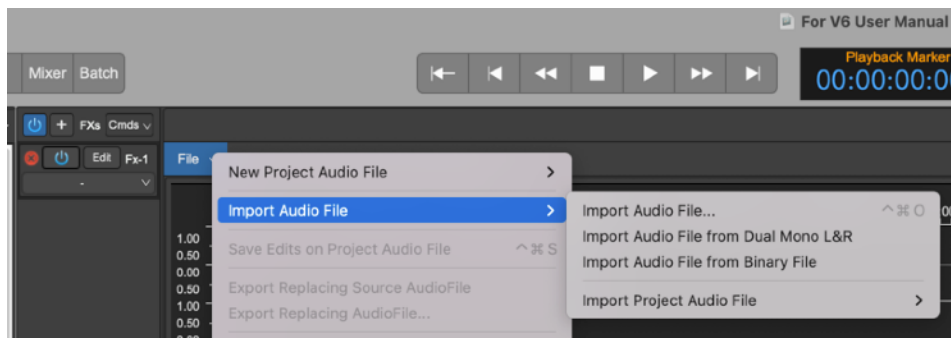 For V6 User Manual
Mixer Batch
Playback Marker
00:00:00:0
FXs Cmds
Edit Fx-1
File
-
New Project Audio File
Import Audio File
Save Edits on Project Audio File ^⌘S
Export Replacing Source AudioFile
Export Replacing AudioFile...
Import Audio File... ^⌘O
Import Audio File from Dual Mono L&R
Import Audio File from Binary File
Import Project Audio File
1.00
0.50
0.00
0.50
1.00
0.50